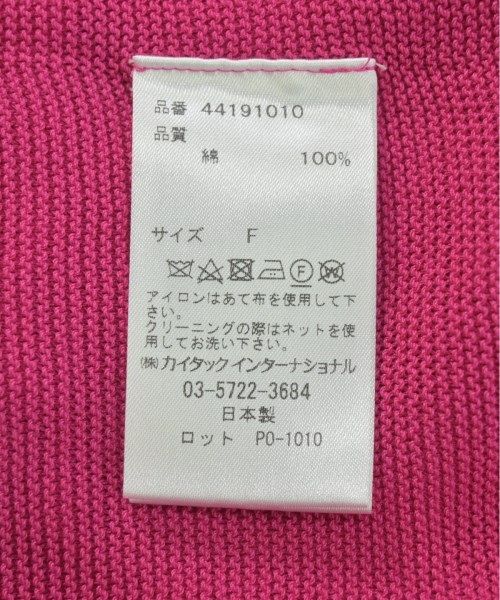 品番 44191010
品質
綿 100%
サイズ F
F W
アイロンはあて布を使用して下
さい。
クリーニングの際はネットを使
用してお洗い下さい。
㈱カイタックインターナショナル
03-5722-3684
日本製
ロット PO-1010